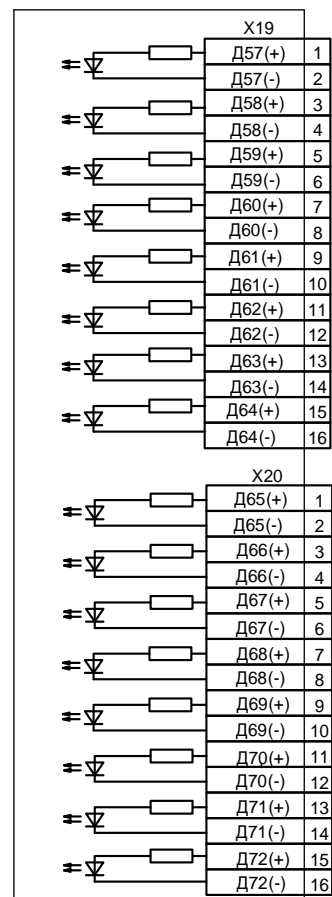 X19
Д57(+) 1
Д57(-) 2
Д58(+) 3
Д58(-) 4
Д59(+) 5
Д59(-) 6
Д60(+) 7
Д60(-) 8
Д61(+) 9
Д61(-) 10
Д62(+) 11
Д62(-) 12
Д63(+) 13
Д63(-) 14
Д64(+) 15
Д64(-) 16
X20
Д65(+) 1
Д65(-) 2
Д66(+) 3
Д66(-) 4
Д67(+) 5
Д67(-) 6
Д68(+) 7
Д68(-) 8
Д69(+) 9
Д69(-) 10
Д70(+) 11
Д70(-) 12
Д71(+) 13
Д71(-) 14
Д72(+) 15
Д72(-) 16